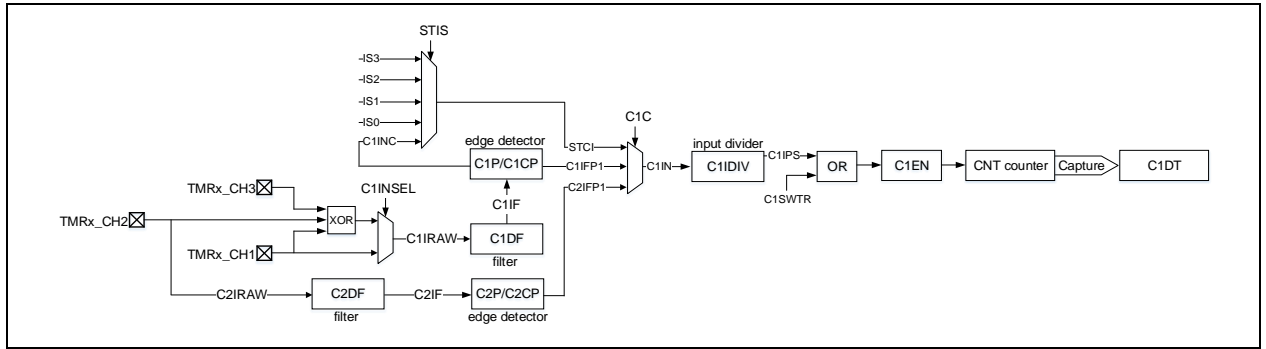 STIS
IS3
IS2
IS1
IS0
C1INC
edge detector
C1P/C1CP
C1IF
STCI
C1IFP1
C2IFP1
C1C
C1IN
input divider
C1IDIV
C1IPS
C1SWTR
OR
C1EN
CNT counter
Capture
C1DT
TMRx_CH3
TMRx_CH2
TMRx_CH1
XOR
C1INSEL
C1IRAW
C1DF
filter
C2IRAW
C2DF
filter
C2IF
C2P/C2CP
edge detector